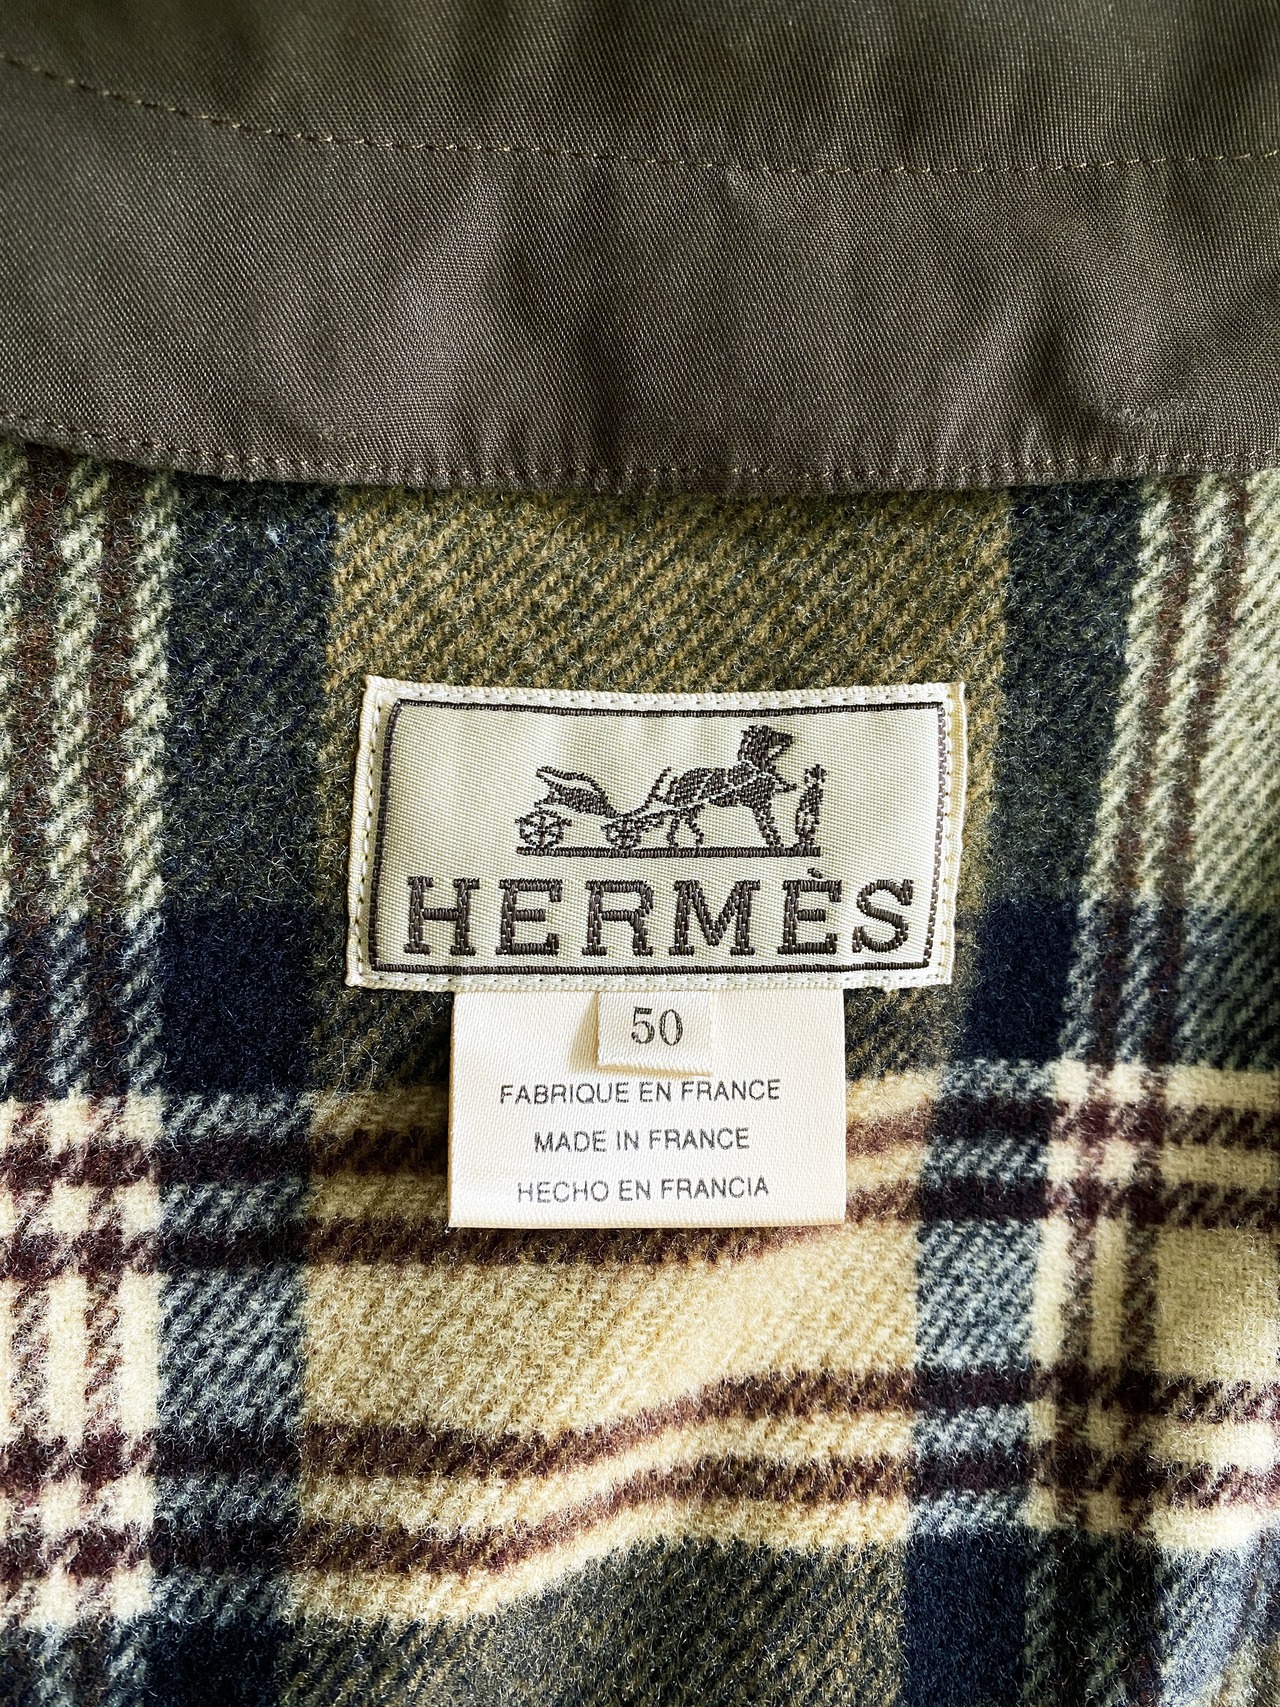 HERMÈS
50
FABRIQUE EN FRANCE
MADE IN FRANCE
HECHO EN FRANCIA